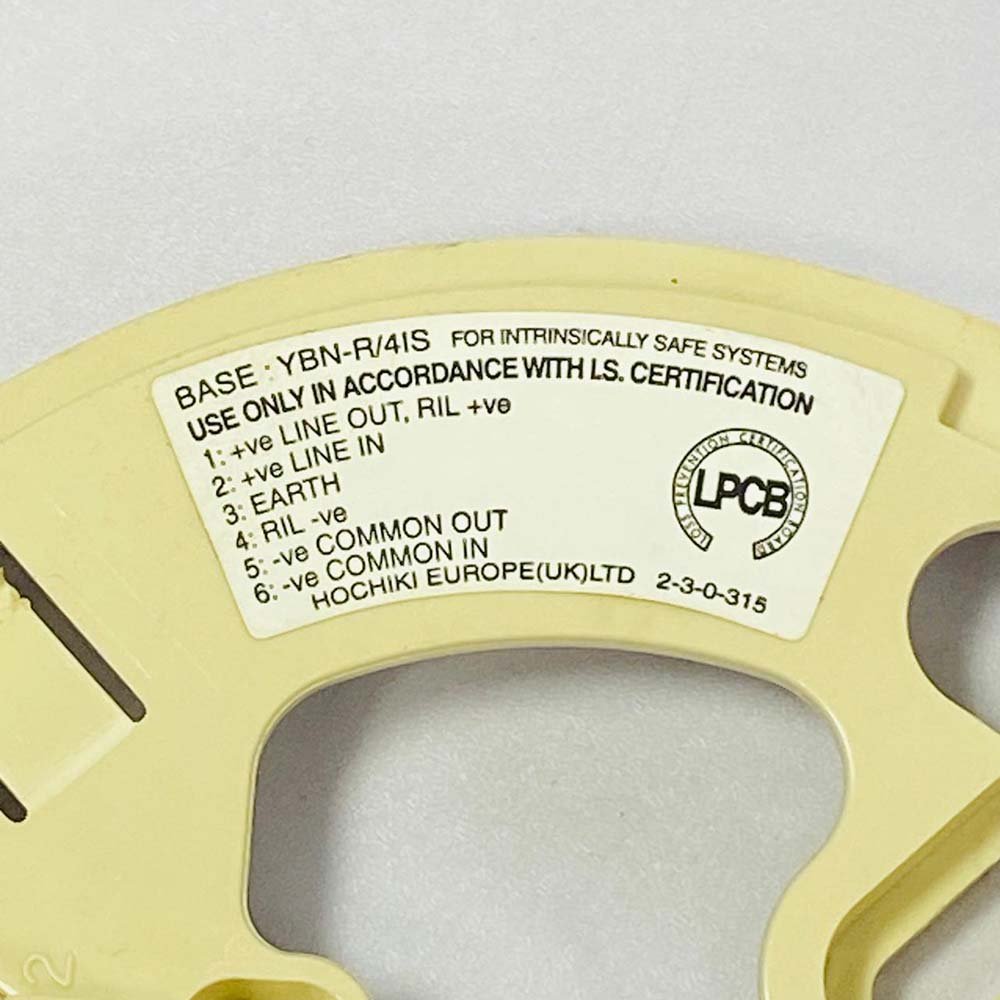 BASE : YBN-R/4IS FOR INTRINSICALLY SAFE SYSTEMS
USE ONLY IN ACCORDANCE WITH I.S. CERTIFICATION
1: +ve LINE OUT, RIL +ve
2: +ve LINE IN
3: EARTH
4: RIL -ve
5: -ve COMMON OUT
6: -ve COMMON IN
HOCHIKI EUROPE(UK)LTD 2-3-0-315
LOSS PREVENTION CERTIFICATION BOARD
LPCB
2